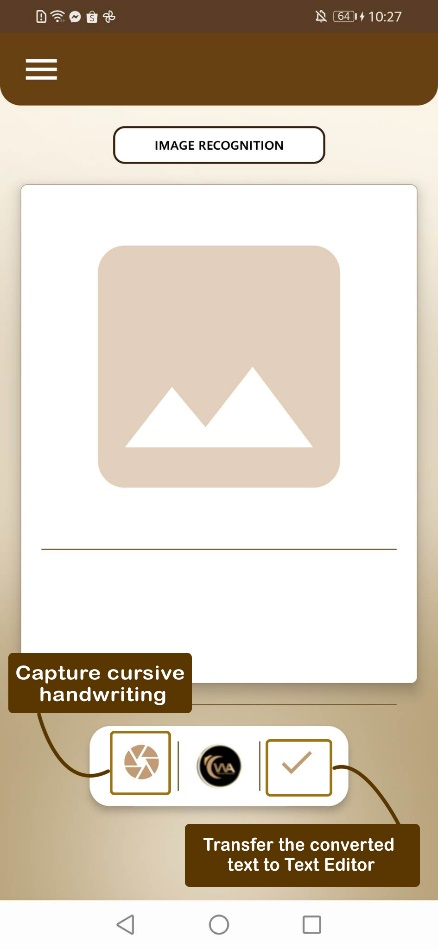 64 10:27
IMAGE RECOGNITION
Capture cursive
handwriting
Transfer the converted
text to Text Editor